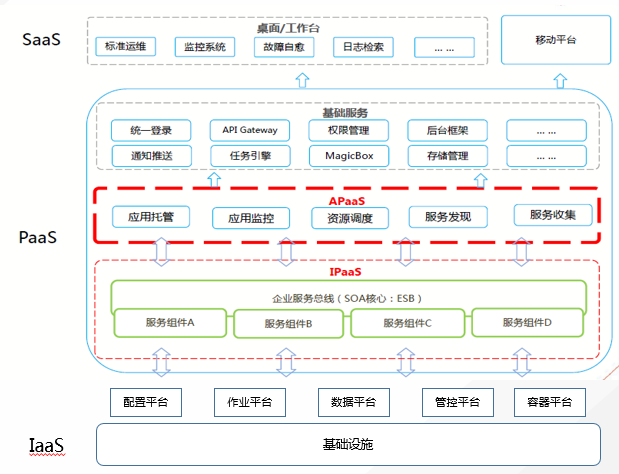 SaaS
桌面/工作台
标准运维
监控系统
故障自愈
日志检索
... ...
移动平台
PaaS
基础服务
统一登录
API Gateway
权限管理
后台框架
... ...
通知推送
任务引擎
MagicBox
存储管理
... ...
APaaS
应用托管
应用监控
资源调度
服务发现
服务收集
IPaaS
企业服务总线（SOA核心：ESB）
服务组件A
服务组件B
服务组件C
服务组件D
配置平台
作业平台
数据平台
管控平台
容器平台
IaaS
基础设施